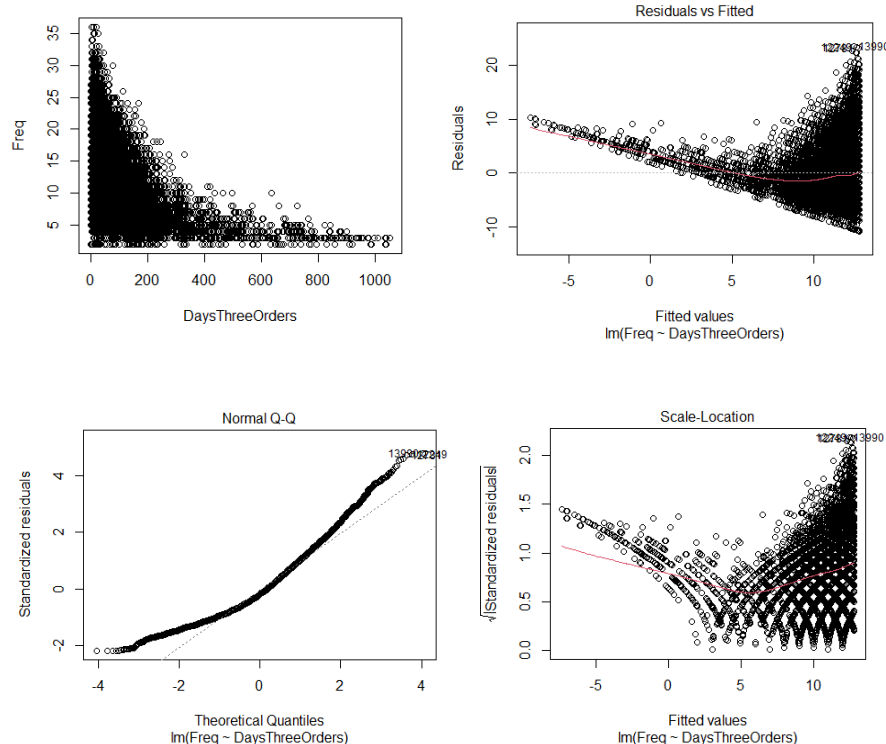 Freq
35
30
25
20
15
10
5
0 200 400 600 800 1000
DaysThreeOrders
Residuals vs Fitted
Residuals
20
10
0
-10
-5 0 5 10
Fitted values
lm(Freq ~ DaysThreeOrders)
Normal Q-Q
Standardized residuals
4
2
0
-2
-4 -2 0 2 4
Theoretical Quantiles
lm(Freq ~ DaysThreeOrders)
Scale-Location
√|Standardized residuals|
2.0
1.5
1.0
0.5
0.0
-5 0 5 10
Fitted values
lm(Freq ~ DaysThreeOrders)